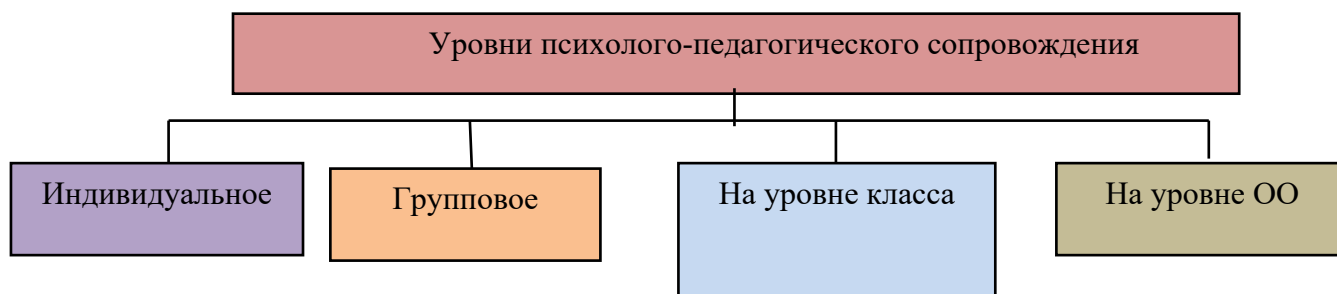 Уровни психолого-педагогического сопровождения
Индивидуальное
Групповое
На уровне класса
На уровне ОО